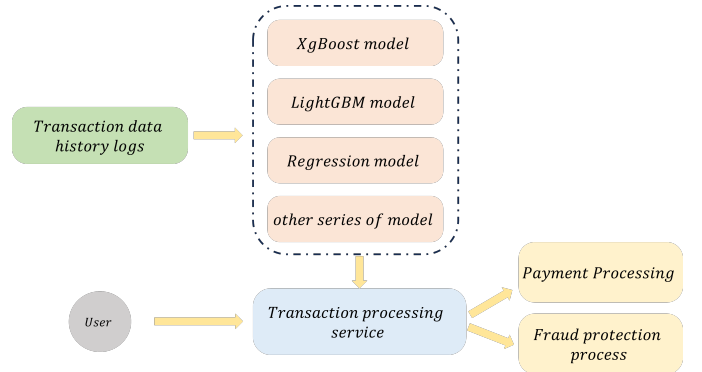 XgBoost model
LightGBM model
Transaction data
history logs
Regression model
other series of model
Payment Processing
User
Transaction processing
service
Fraud protection
process